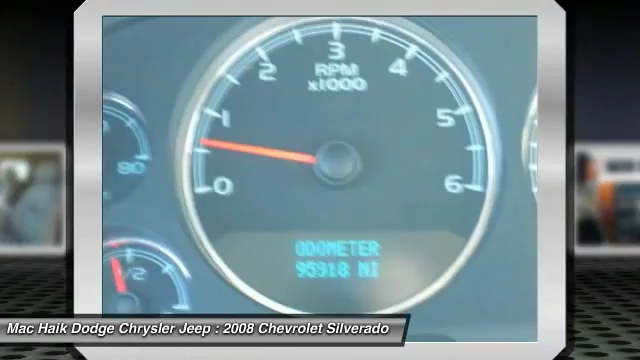 3
2
4
RPM
x1000
1
5
80
0
6
ODOMETER
1/2
95918 MI
Mac Haik Dodge Chrysler Jeep : 2008 Chevrolet Silverado